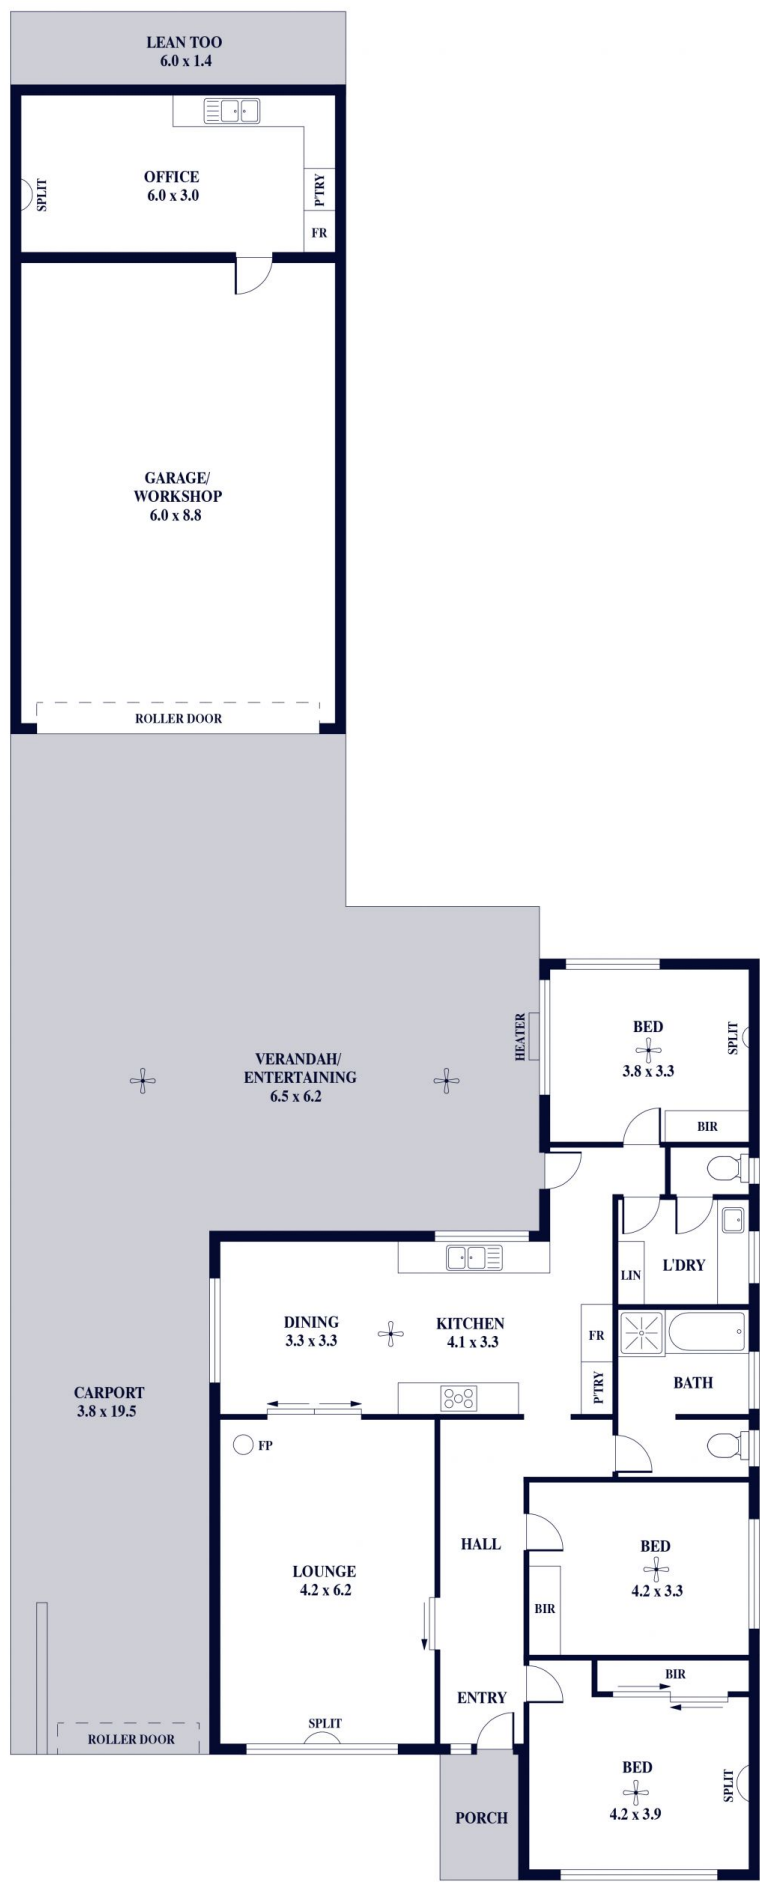 LEAN TOO
6.0 x 1.4
OFFICE
6.0 x 3.0
SPLIT
P'TRY
FR
GARAGE/
WORKSHOP
6.0 x 8.8
ROLLER DOOR
HEATER
BED
3.8 x 3.3
SPLIT
BIR
VERANDAH/
ENTERTAINING
6.5 x 6.2
LIN
L'DRY
DINING
3.3 x 3.3
KITCHEN
4.1 x 3.3
FR
P'TRY
BATH
CARPORT
3.8 x 19.5
FP
HALL
LOUNGE
4.2 x 6.2
BED
4.2 x 3.3
BIR
BIR
ENTRY
SPLIT
ROLLER DOOR
BED
4.2 x 3.9
SPLIT
PORCH